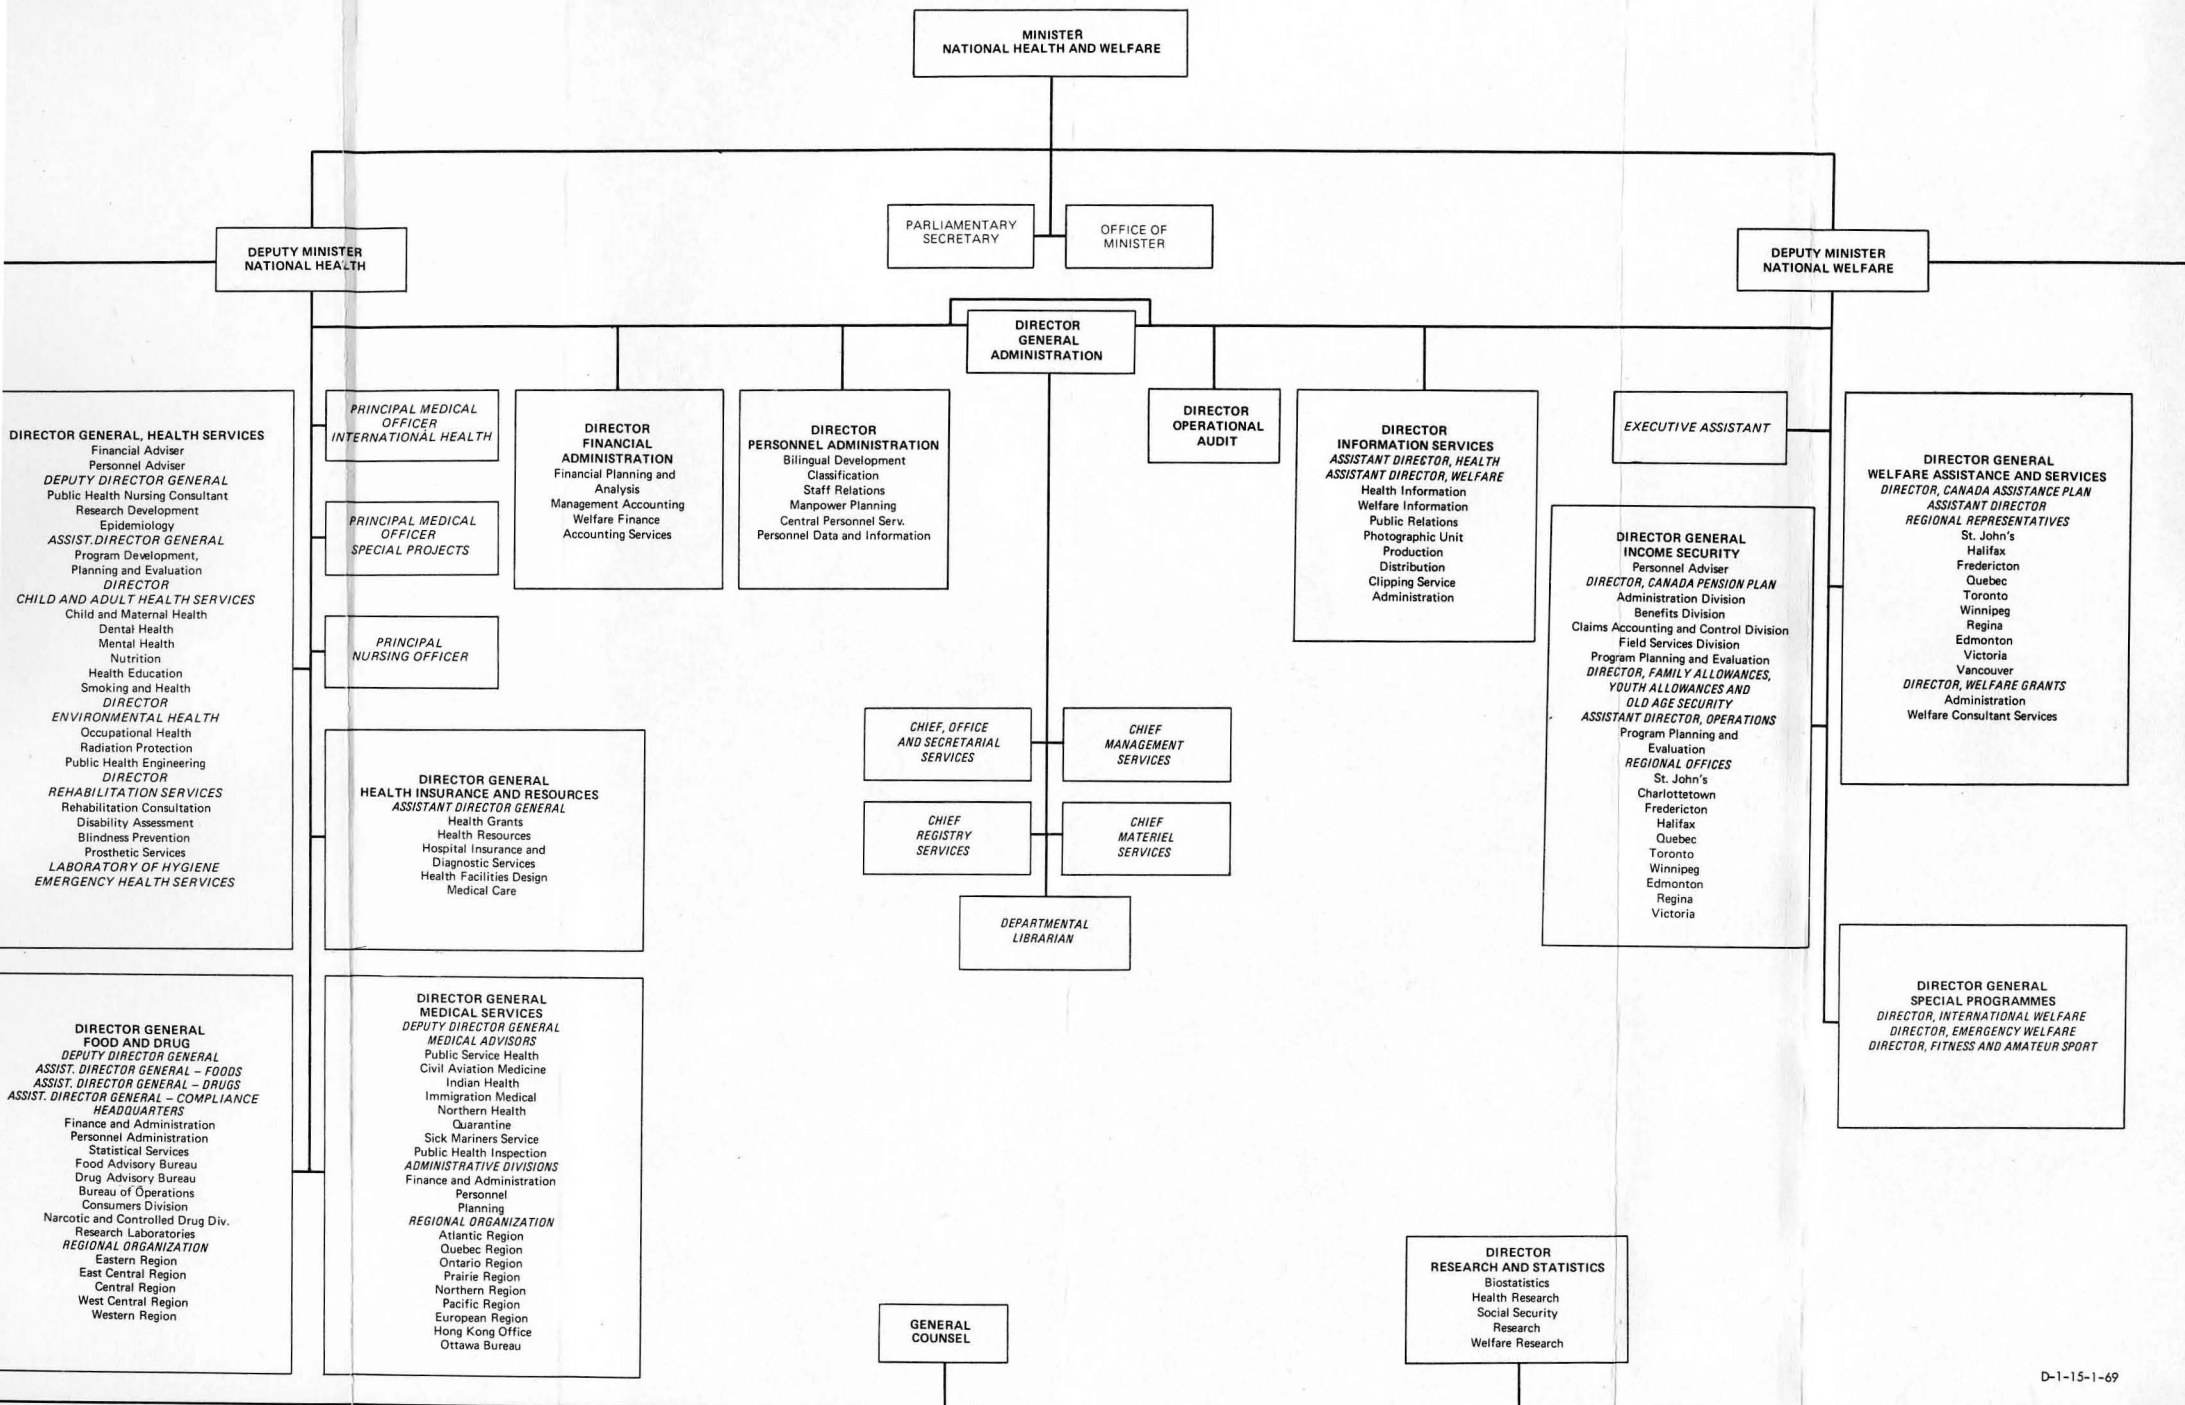 MINISTER
NATIONAL HEALTH AND WELFARE
PARLIAMENTARY
SECRETARY
OFFICE OF
MINISTER
DEPUTY MINISTER
NATIONAL HEALTH
DEPUTY MINISTER
NATIONAL WELFARE
DIRECTOR
GENERAL
ADMINISTRATION
DIRECTOR GENERAL, HEALTH SERVICES
Financial Adviser
Personnel Adviser
DEPUTY DIRECTOR GENERAL
Public Health Nursing Consultant
Research Development
Epidemiology
ASSIST.DIRECTOR GENERAL
Program Development,
Planning and Evaluation
DIRECTOR
CHILD AND ADULT HEALTH SERVICES
Child and Maternal Health
Dental Health
Mental Health
Nutrition
Health Education
Smoking and Health
DIRECTOR
ENVIRONMENTAL HEALTH
Occupational Health
Radiation Protection
Public Health Engineering
DIRECTOR
REHABILITATION SERVICES
Rehabilitation Consultation
Disability Assessment
Blindness Prevention
Prosthetic Services
LABORATORY OF HYGIENE
EMERGENCY HEALTH SERVICES
PRINCIPAL MEDICAL
OFFICER
INTERNATIONAL HEALTH
PRINCIPAL MEDICAL
OFFICER
SPECIAL PROJECTS
PRINCIPAL
NURSING OFFICER
DIRECTOR GENERAL
HEALTH INSURANCE AND RESOURCES
ASSISTANT DIRECTOR GENERAL
Health Grants
Health Resources
Hospital Insurance and
Diagnostic Services
Health Facilities Design
Medical Care
DIRECTOR
FINANCIAL
ADMINISTRATION
Financial Planning and
Analysis
Management Accounting
Welfare Finance
Accounting Services
DIRECTOR
PERSONNEL ADMINISTRATION
Bilingual Development
Classification
Staff Relations
Manpower Planning
Central Personnel Serv.
Personnel Data and Information
DIRECTOR
OPERATIONAL
AUDIT
DIRECTOR
INFORMATION SERVICES
ASSISTANT DIRECTOR, HEALTH
ASSISTANT DIRECTOR, WELFARE
Health Information
Welfare Information
Public Relations
Photographic Unit
Production
Distribution
Clipping Service
Administration
EXECUTIVE ASSISTANT
DIRECTOR GENERAL
INCOME SECURITY
Personnel Adviser
DIRECTOR, CANADA PENSION PLAN
Administration Division
Benefits Division
Claims Accounting and Control Division
Field Services Division
Program Planning and Evaluation
DIRECTOR, FAMILY ALLOWANCES,
YOUTH ALLOWANCES AND
OLD AGE SECURITY
ASSISTANT DIRECTOR, OPERATIONS
Program Planning and
Evaluation
REGIONAL OFFICES
St. John's
Charlottetown
Fredericton
Halifax
Quebec
Toronto
Winnipeg
Edmonton
Regina
Victoria
DIRECTOR GENERAL
WELFARE ASSISTANCE AND SERVICES
DIRECTOR, CANADA ASSISTANCE PLAN
ASSISTANT DIRECTOR
REGIONAL REPRESENTATIVES
St. John's
Halifax
Fredericton
Quebec
Toronto
Winnipeg
Regina
Edmonton
Victoria
Vancouver
DIRECTOR, WELFARE GRANTS
Administration
Welfare Consultant Services
CHIEF, OFFICE
AND SECRETARIAL
SERVICES
CHIEF
MANAGEMENT
SERVICES
CHIEF
REGISTRY
SERVICES
CHIEF
MATERIEL
SERVICES
DEPARTMENTAL
LIBRARIAN
DIRECTOR GENERAL
FOOD AND DRUG
DEPUTY DIRECTOR GENERAL
ASSIST. DIRECTOR GENERAL – FOODS
ASSIST. DIRECTOR GENERAL – DRUGS
ASSIST. DIRECTOR GENERAL – COMPLIANCE
HEADQUARTERS
Finance and Administration
Personnel Administration
Statistical Services
Food Advisory Bureau
Drug Advisory Bureau
Bureau of Operations
Consumers Division
Narcotic and Controlled Drug Div.
Research Laboratories
REGIONAL ORGANIZATION
Eastern Region
East Central Region
Central Region
West Central Region
Western Region
DIRECTOR GENERAL
MEDICAL SERVICES
DEPUTY DIRECTOR GENERAL
MEDICAL ADVISORS
Public Service Health
Civil Aviation Medicine
Indian Health
Immigration Medical
Northern Health
Quarantine
Sick Mariners Service
Public Health Inspection
ADMINISTRATIVE DIVISIONS
Finance and Administration
Personnel
Planning
REGIONAL ORGANIZATION
Atlantic Region
Quebec Region
Ontario Region
Prairie Region
Northern Region
Pacific Region
European Region
Hong Kong Office
Ottawa Bureau
DIRECTOR GENERAL
SPECIAL PROGRAMMES
DIRECTOR, INTERNATIONAL WELFARE
DIRECTOR, EMERGENCY WELFARE
DIRECTOR, FITNESS AND AMATEUR SPORT
GENERAL
COUNSEL
DIRECTOR
RESEARCH AND STATISTICS
Biostatistics
Health Research
Social Security
Research
Welfare Research
D-1-15-1-69